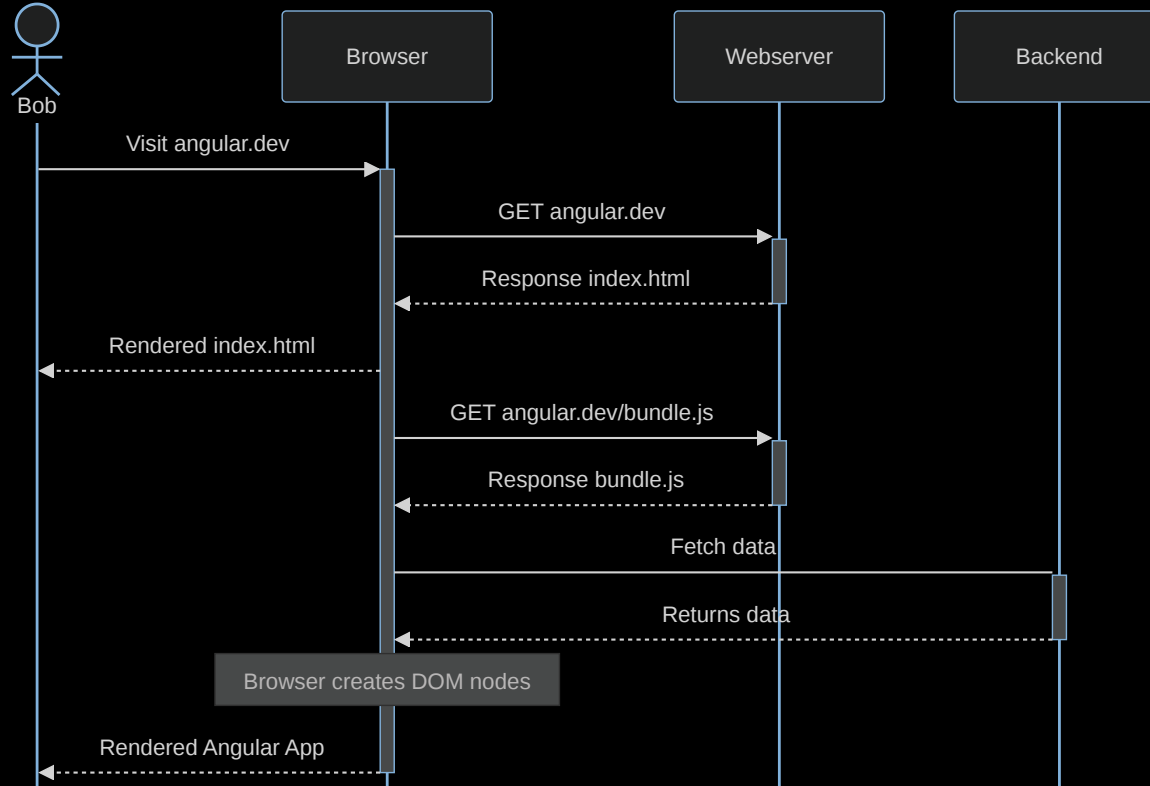 Browser
Webserver
Backend
Bob
Visit angular.dev
GET angular.dev
Response index.html
Rendered index.html
GET angular.dev/bundle.js
Response bundle.js
Fetch data
Returns data
Browser creates DOM nodes
Rendered Angular App